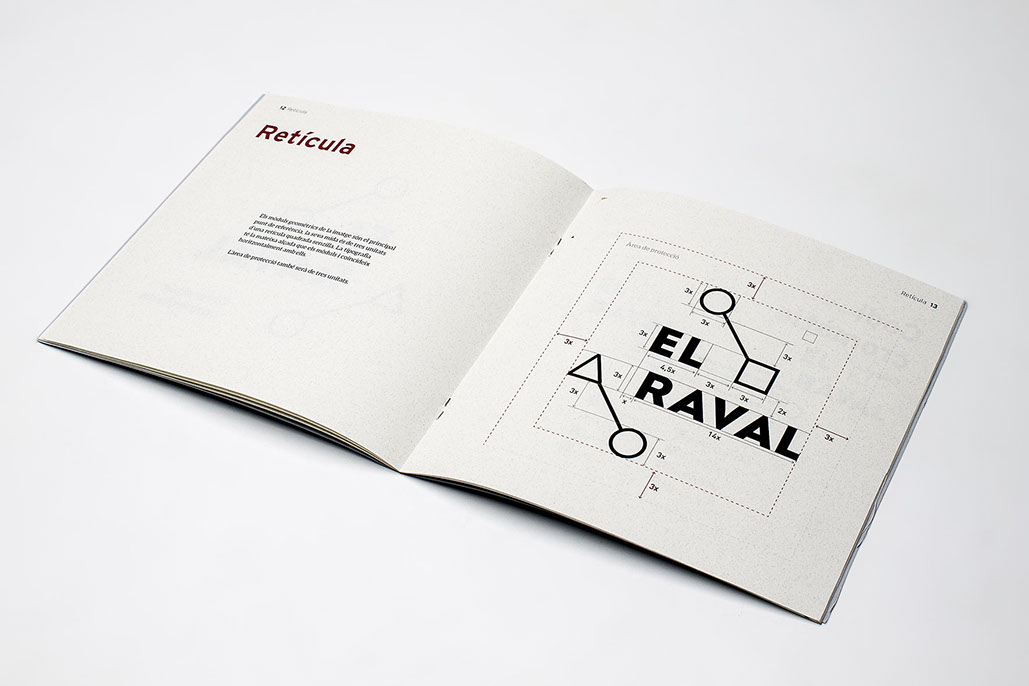 12 Retícula
Retícula
Els mòduls geomètrics de la imatge són el principal
punt de referència, la seva mida és de tres unitats
d'una retícula quadrada senzilla. La tipografia
té la mateixa alçada que els mòduls i coincideix
horitzontalment amb ells.
L'àrea de protecció també serà de tres unitats.
Retícula 13
Àrea de protecció
3x
3x
3x
3x
3x
EL
3x
4,5x
3x
3x
2x
3x
RAVAL
3x
x
14x
3x
3x
3x
3x